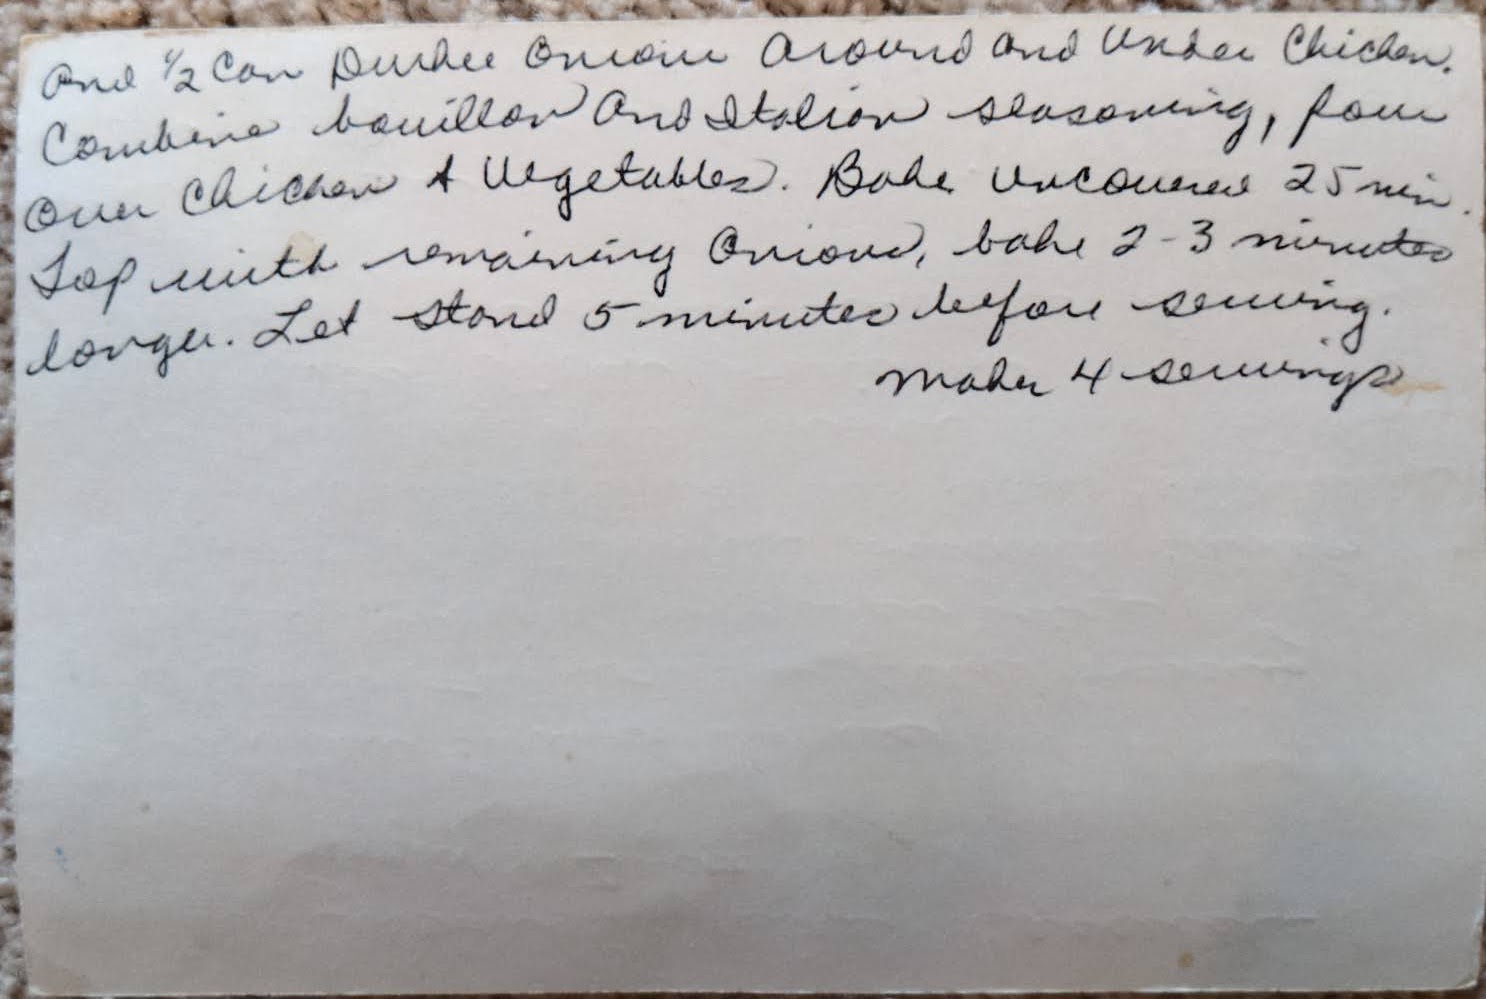 and 1/2 can Durkee Onions around and under chicken.
Combine bouillon and Italian seasoning, pour
over chicken & vegetables. Bake uncovered 25 min.
Top with remaining onions, bake 2-3 minutes
longer. Let stand 5 minutes before serving.
Makes 4 servings